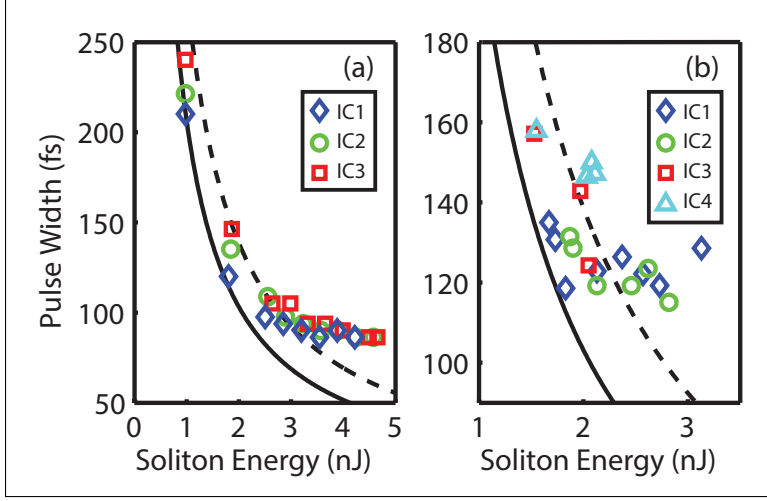 Pulse Width (fs)
250
200
150
100
50
0 1 2 3 4 5
Soliton Energy (nJ)
(a)
IC1
IC2
IC3
180
160
140
120
100
1 2 3
Soliton Energy (nJ)
(b)
IC1
IC2
IC3
IC4